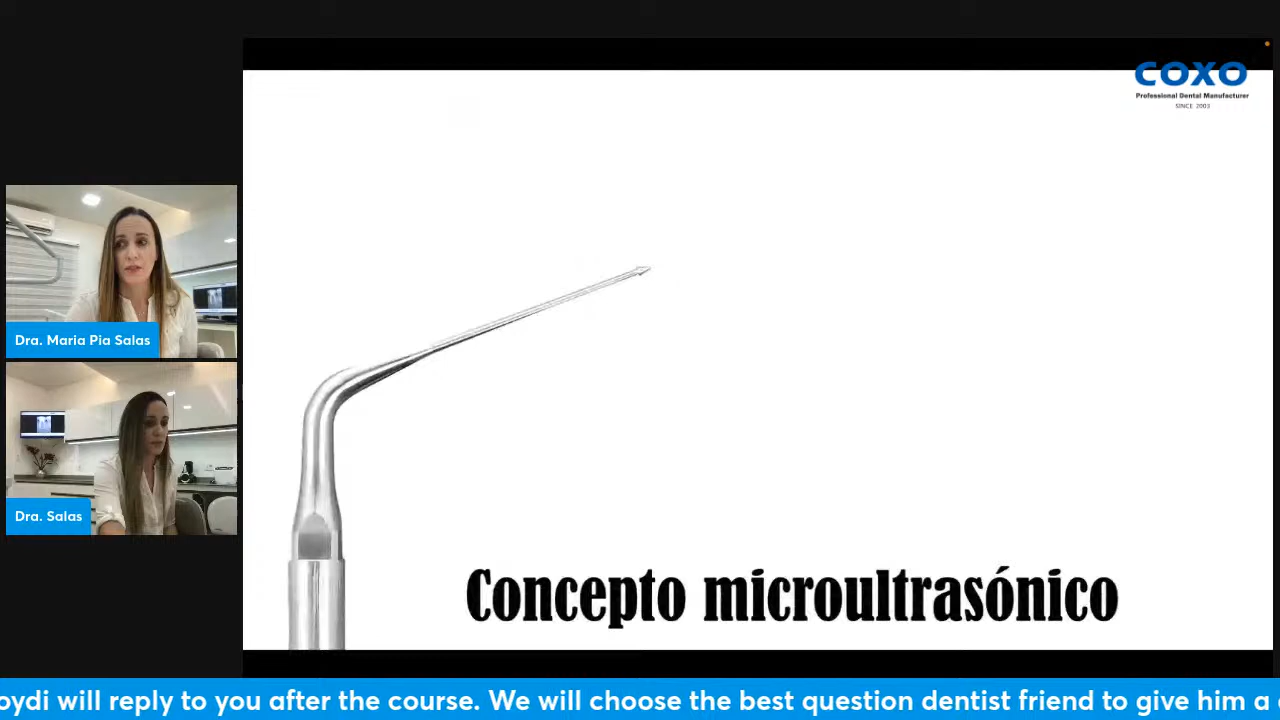 COXO
Professional Dental Manufacturer
SINCE 2003
Dra. Maria Pia Salas
Dra. Salas
Concepto microultrasónico
will reply to you after the course. We will choose the best question dentist friend to give him a